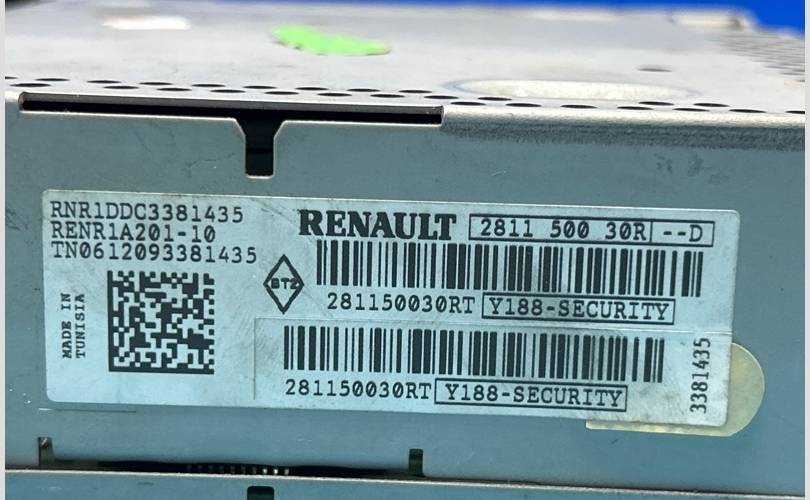 RNR1DDC3381435
RENR1A201-10
TN0612093381435
MADE IN
TUNISIA
RENAULT 2811 500 30R --D
BTZ
281150030RT Y188-SECURITY
281150030RT Y188-SECURITY
3381435